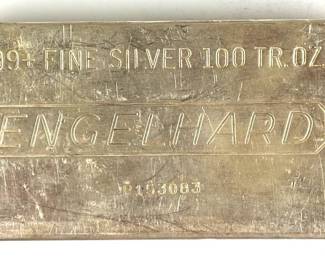 99+ FINE SILVER 100 TR.OZ.
ENGELHARD
P153083